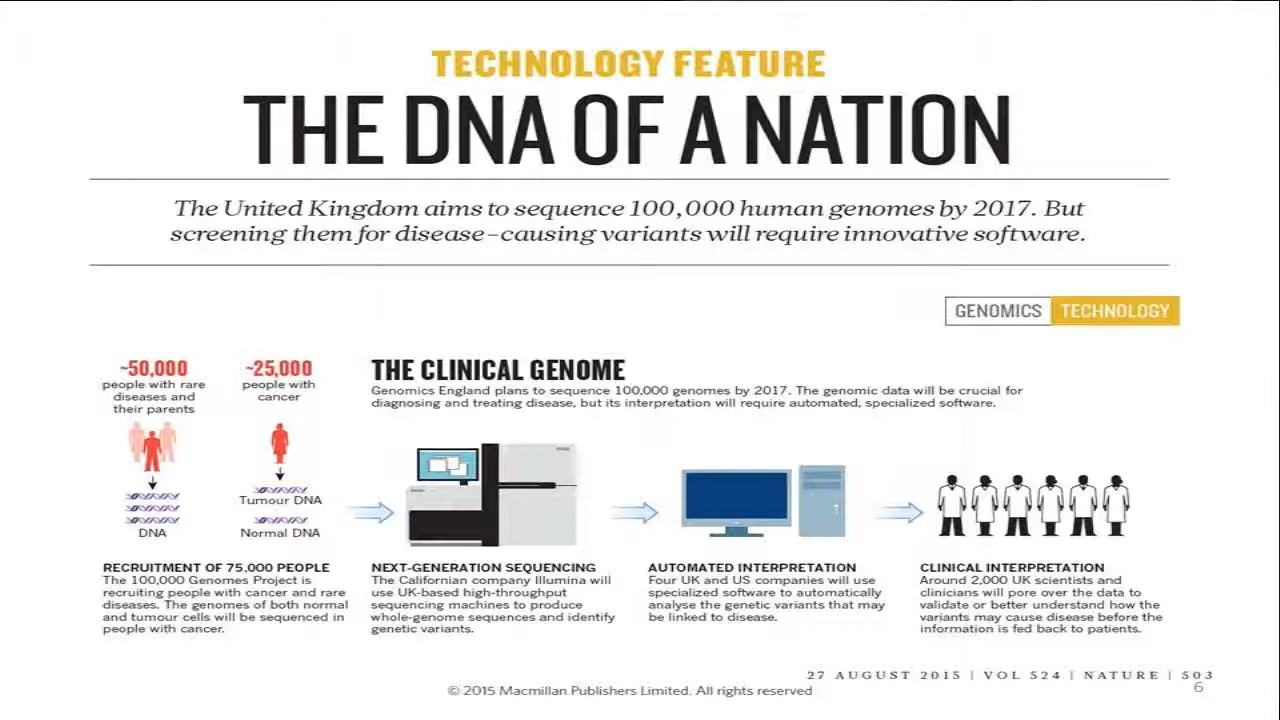 TECHNOLOGY FEATURE
THE DNA OF A NATION
The United Kingdom aims to sequence 100,000 human genomes by 2017. But
screening them for disease-causing variants will require innovative software.
GENOMICS TECHNOLOGY
~50,000
people with rare
diseases and
their parents
~25,000
people with
cancer
THE CLINICAL GENOME
Genomics England plans to sequence 100,000 genomes by 2017. The genomic data will be crucial for
diagnosing and treating disease, but its interpretation will require automated, specialized software.
DNA
Tumour DNA
Normal DNA
RECRUITMENT OF 75,000 PEOPLE
The 100,000 Genomes Project is
recruiting people with cancer and rare
diseases. The genomes of both normal
and tumour cells will be sequenced in
people with cancer.
NEXT-GENERATION SEQUENCING
The Californian company Illumina will
use UK-based high-throughput
sequencing machines to produce
whole-genome sequences and identify
genetic variants.
AUTOMATED INTERPRETATION
Four UK and US companies will use
specialized software to automatically
analyse the genetic variants that may
be linked to disease.
CLINICAL INTERPRETATION
Around 2,000 UK scientists and
clinicians will pore over the data to
validate or better understand how the
variants may cause disease before the
information is fed back to patients.
27 AUGUST 2015 | VOL 524 | NATURE | 503
© 2015 Macmillan Publishers Limited. All rights reserved
6